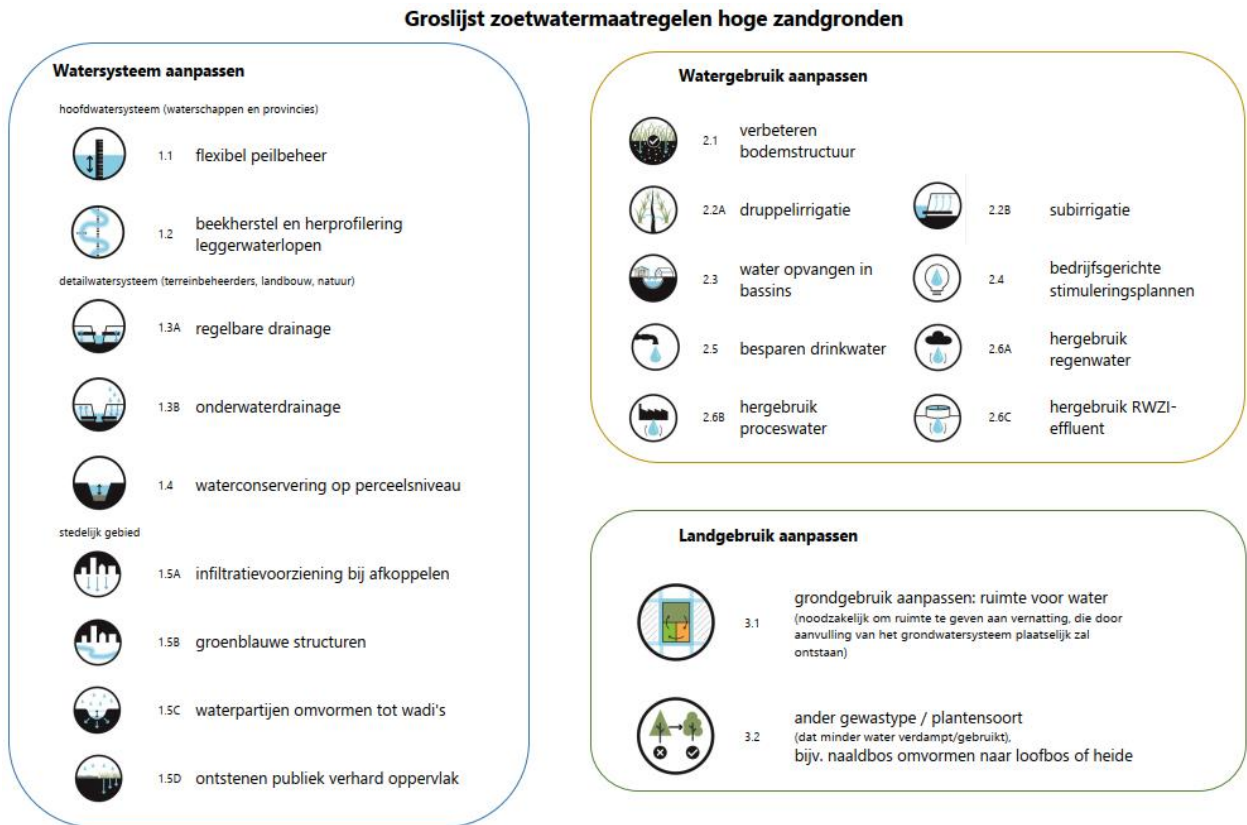 Groslijst zoetwatermaatregelen hoge zandgronden
Watersysteem aanpassen
hoofdwatersysteem (waterschappen en provincies)
1.1 flexibel peilbeheer
1.2 beekherstel en herprofilering
leggerwaterlopen
detailwatersysteem (terreinbeheerders, landbouw, natuur)
1.3A regelbare drainage
1.3B onderwaterdrainage
1.4 waterconservering op perceelsniveau
stedelijk gebied
1.5A infiltratievoorziening bij afkoppelen
1.5B groenblauwe structuren
1.5C waterpartijen omvormen tot wadi's
1.5D ontstenen publiek verhard oppervlak
Watergebruik aanpassen
2.1 verbeteren
bodemstructuur
2.2A druppelirrigatie
2.2B subirrigatie
2.3 water opvangen in
bassins
2.4 bedrijfsgerichte
stimuleringsplannen
2.5 besparen drinkwater
2.6A hergebruik
regenwater
2.6B hergebruik
proceswater
2.6C hergebruik RWZI-
effluent
Landgebruik aanpassen
3.1 grondgebruik aanpassen: ruimte voor water
(noodzakelijk om ruimte te geven aan vernatting, die door
aanvulling van het grondwatersysteem plaatselijk zal
ontstaan)
3.2 ander gewastype / plantensoort
(dat minder water verdampt/gebruikt),
bijv. naaldbos omvormen naar loofbos of heide